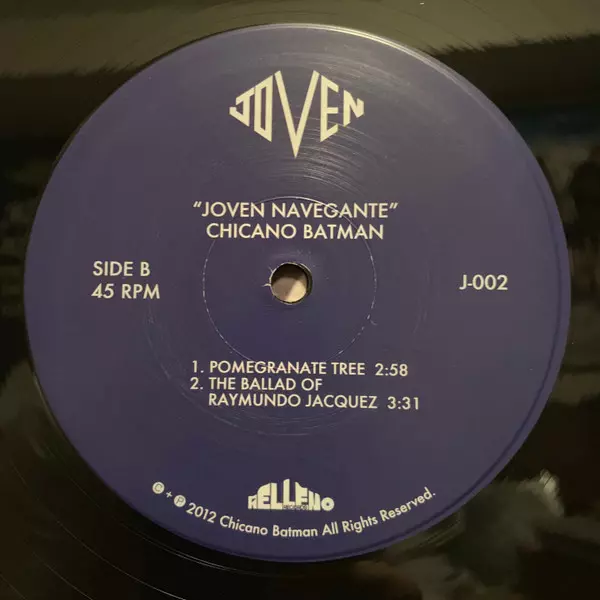 JOVEN
“JOVEN NAVEGANTE”
CHICANO BATMAN
SIDE B
45 RPM
J-002
1. POMEGRANATE TREE 2:58
2. THE BALLAD OF
RAYMUNDO JACQUEZ 3:31
RELLENO
© + ℗ 2012 Chicano Batman All Rights Reserved.